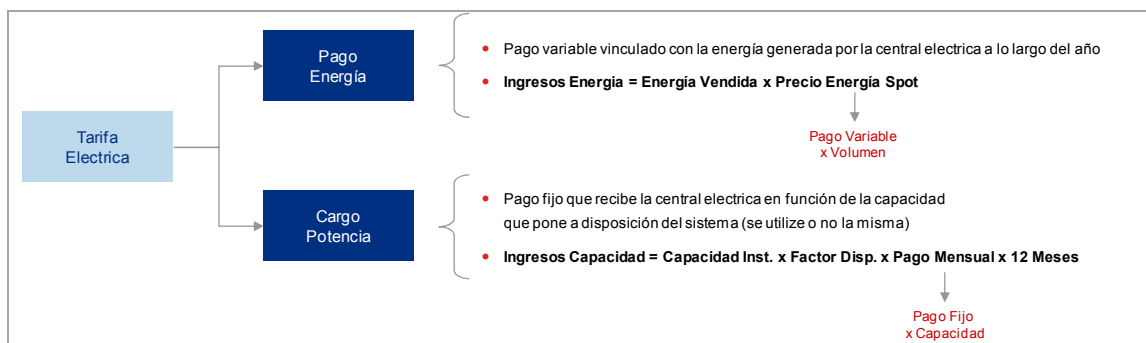 Tarifa
Electrica
Pago
Energía
• Pago variable vinculado con la energía generada por la central electrica a lo largo del año
• Ingresos Energia = Energía Vendida x Precio Energía Spot
Pago Variable
x Volumen
Cargo
Potencia
• Pago fijo que recibe la central electrica en función de la capacidad
que pone a disposición del sistema (se utilize o no la misma)
• Ingresos Capacidad = Capacidad Inst. x Factor Disp. x Pago Mensual x 12 Meses
Pago Fijo
x Capacidad